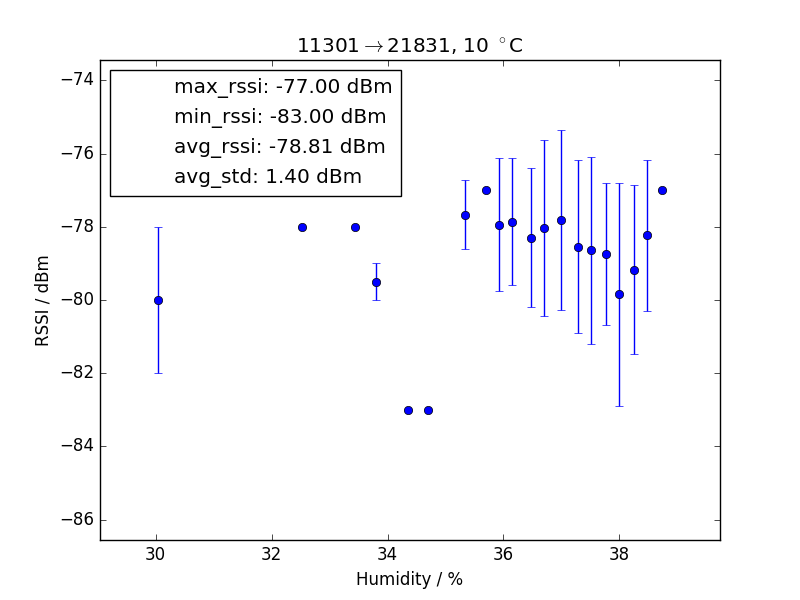 11301→21831, 10 °C
max_rssi: -77.00 dBm
min_rssi: -83.00 dBm
avg_rssi: -78.81 dBm
avg_std: 1.40 dBm
RSSI / dBm
−74
−76
−78
−80
−82
−84
−86
30 32 34 36 38
Humidity / %